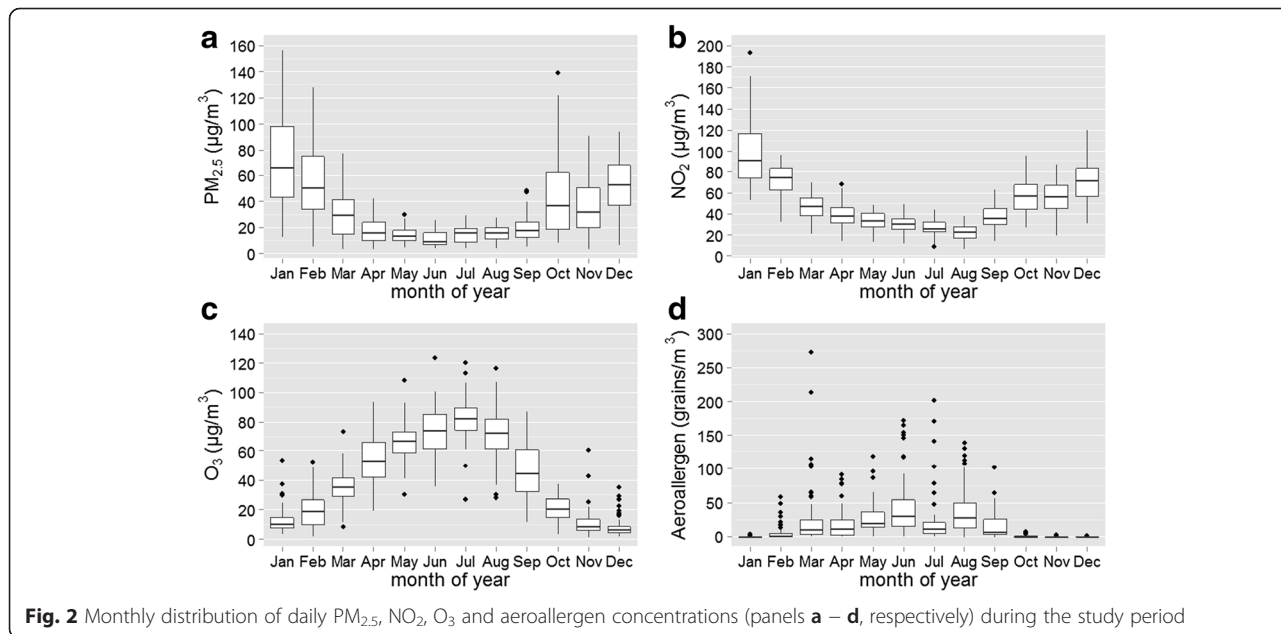 a
160
140
120
100
80
60
40
20
0
PM2.5 (µg/m³)
Jan Feb Mar Apr May Jun Jul Aug Sep Oct Nov Dec
month of year
b
200
180
160
140
120
100
80
60
40
20
0
NO2 (µg/m³)
Jan Feb Mar Apr May Jun Jul Aug Sep Oct Nov Dec
month of year
c
140
120
100
80
60
40
20
0
O3 (µg/m³)
Jan Feb Mar Apr May Jun Jul Aug Sep Oct Nov Dec
month of year
d
300
250
200
150
100
50
0
Aeroallergen (grains/m³)
Jan Feb Mar Apr May Jun Jul Aug Sep Oct Nov Dec
month of year
Fig. 2 Monthly distribution of daily PM2.5, NO2, O3 and aeroallergen concentrations (panels a – d, respectively) during the study period